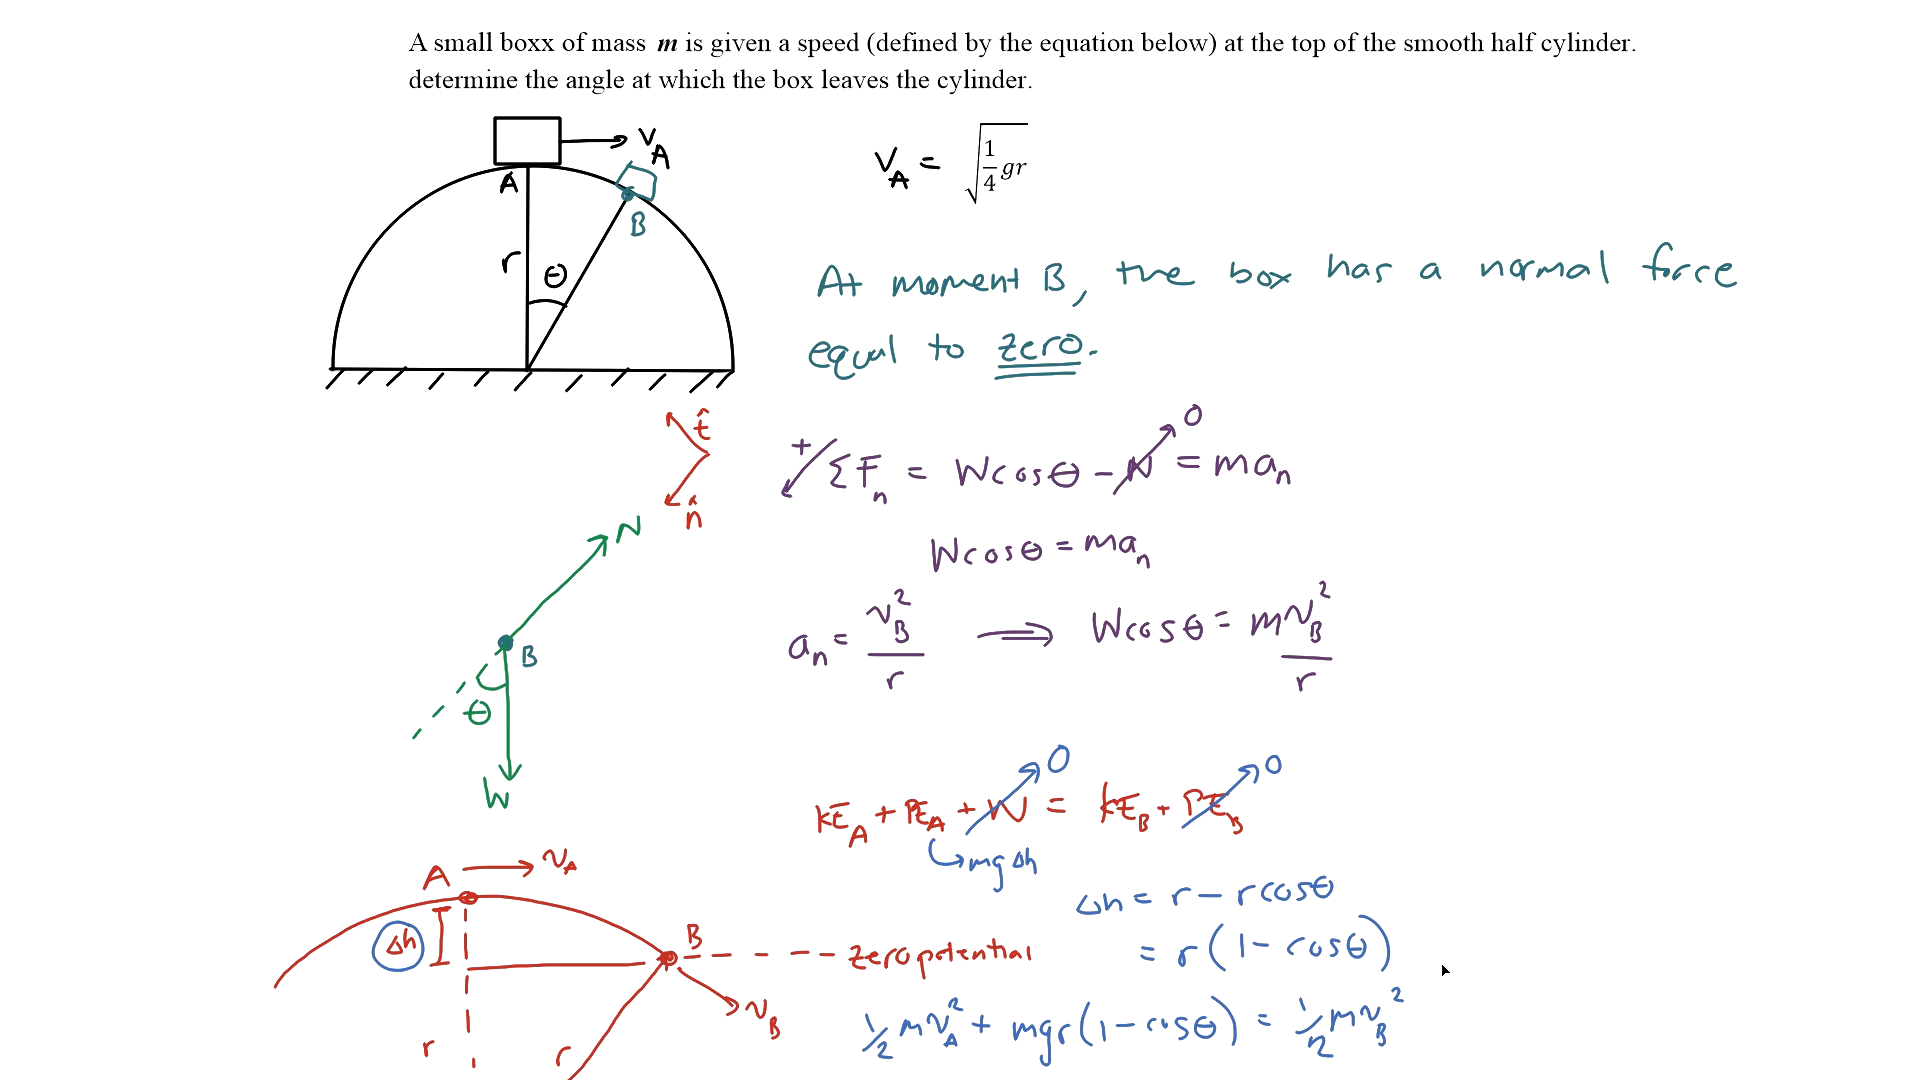 A small boxx of mass m is given a speed (defined by the equation below) at the top of the smooth half cylinder.
determine the angle at which the box leaves the cylinder.
V_A
V_A = √(1/4 gr)
A
B
r
θ
At moment B, the box has a normal force
equal to zero.
t̂
n̂
+ ΣF_n = Wcosθ - N = ma_n
0
N
Wcosθ = ma_n
a_n = v_B²/r ⟹ Wcosθ = mv_B²/r
B
θ
W
0
0
KE_A + PE_A + W = KE_B + PE_B
mgΔh
A
v_A
Δh = r - rcosθ
Δh
B
zero potential
= r(1 - cosθ)
v_B
½mv_A² + mgr(1 - cosθ) = ½mv_B²
r
r